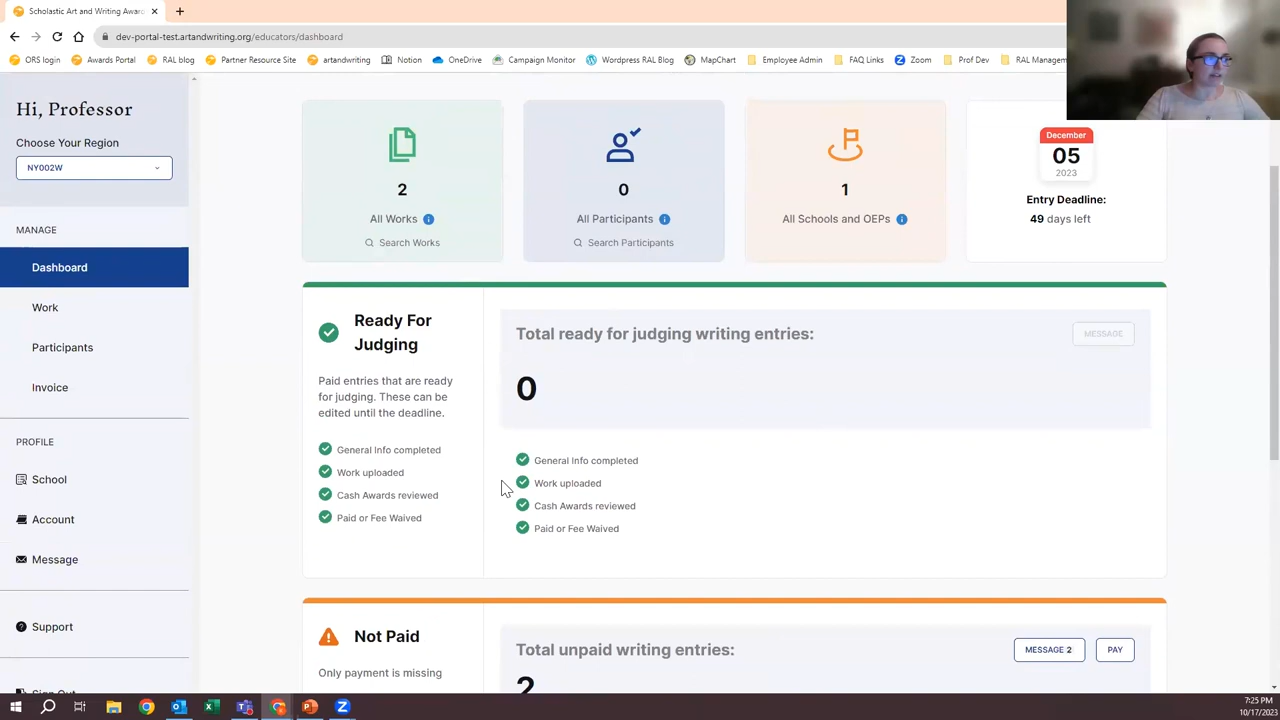 Scholastic Art and Writing Awar
dev-portal-test.artandwriting.org/educators/dashboard
ORS login
Awards Portal
RAL blog
Partner Resource Site
artandwriting
Notion
OneDrive
Campaign Monitor
Wordpress RAL Blog
MapChart
Employee Admin
FAQ Links
Zoom
Prof Dev
RAL Managem
Hi, Professor
Choose Your Region
NY002W
MANAGE
Dashboard
Work
Participants
Invoice
PROFILE
School
Account
Message
Support
Sign Out
2
All Works
Search Works
0
All Participants
Search Participants
1
All Schools and OEPs
December
05
2023
Entry Deadline:
49 days left
Ready For
Judging
Paid entries that are ready
for judging. These can be
edited until the deadline.
General Info completed
Work uploaded
Cash Awards reviewed
Paid or Fee Waived
Total ready for judging writing entries:
MESSAGE
0
General Info completed
Work uploaded
Cash Awards reviewed
Paid or Fee Waived
Not Paid
Only payment is missing
Total unpaid writing entries:
MESSAGE 2
PAY
2
7:25 PM
10/17/2023